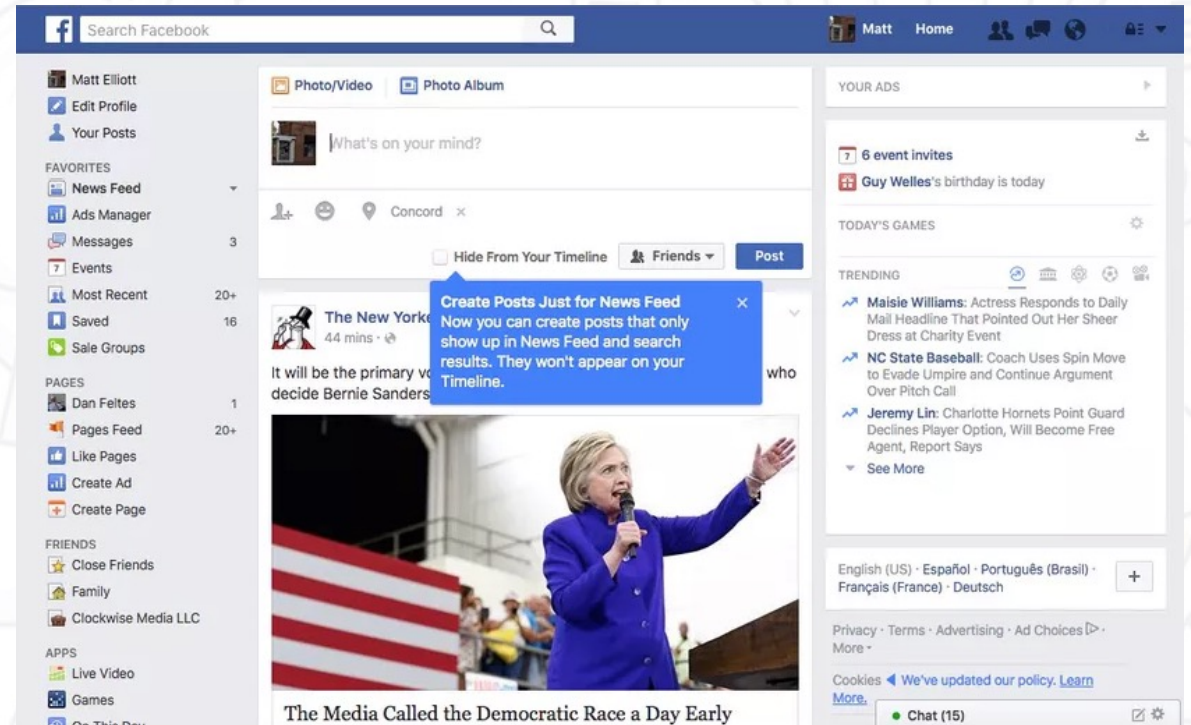 f
Search Facebook
Matt Home
Matt Elliott
Edit Profile
Your Posts
FAVORITES
News Feed
Ads Manager
Messages 3
7 Events
Most Recent 20+
Saved 16
Sale Groups
PAGES
Dan Feltes 1
Pages Feed 20+
Like Pages
Create Ad
Create Page
FRIENDS
Close Friends
Family
Clockwise Media LLC
APPS
Live Video
Games
On This Day
Photo/Video Photo Album
What's on your mind?
Concord ×
Hide From Your Timeline Friends Post
Create Posts Just for News Feed ×
Now you can create posts that only
show up in News Feed and search
results. They won't appear on your
Timeline.
The New Yorke
44 mins ·
It will be the primary vo who
decide Bernie Sanders
The Media Called the Democratic Race a Day Early
YOUR ADS
7 6 event invites
Guy Welles's birthday is today
TODAY'S GAMES
TRENDING
Maisie Williams: Actress Responds to Daily
Mail Headline That Pointed Out Her Sheer
Dress at Charity Event
NC State Baseball: Coach Uses Spin Move
to Evade Umpire and Continue Argument
Over Pitch Call
Jeremy Lin: Charlotte Hornets Point Guard
Declines Player Option, Will Become Free
Agent, Report Says
See More
English (US) · Español · Português (Brasil) ·
Français (France) · Deutsch
+
Privacy · Terms · Advertising · Ad Choices ·
More
Cookies We've updated our policy. Learn
More.
Chat (15)